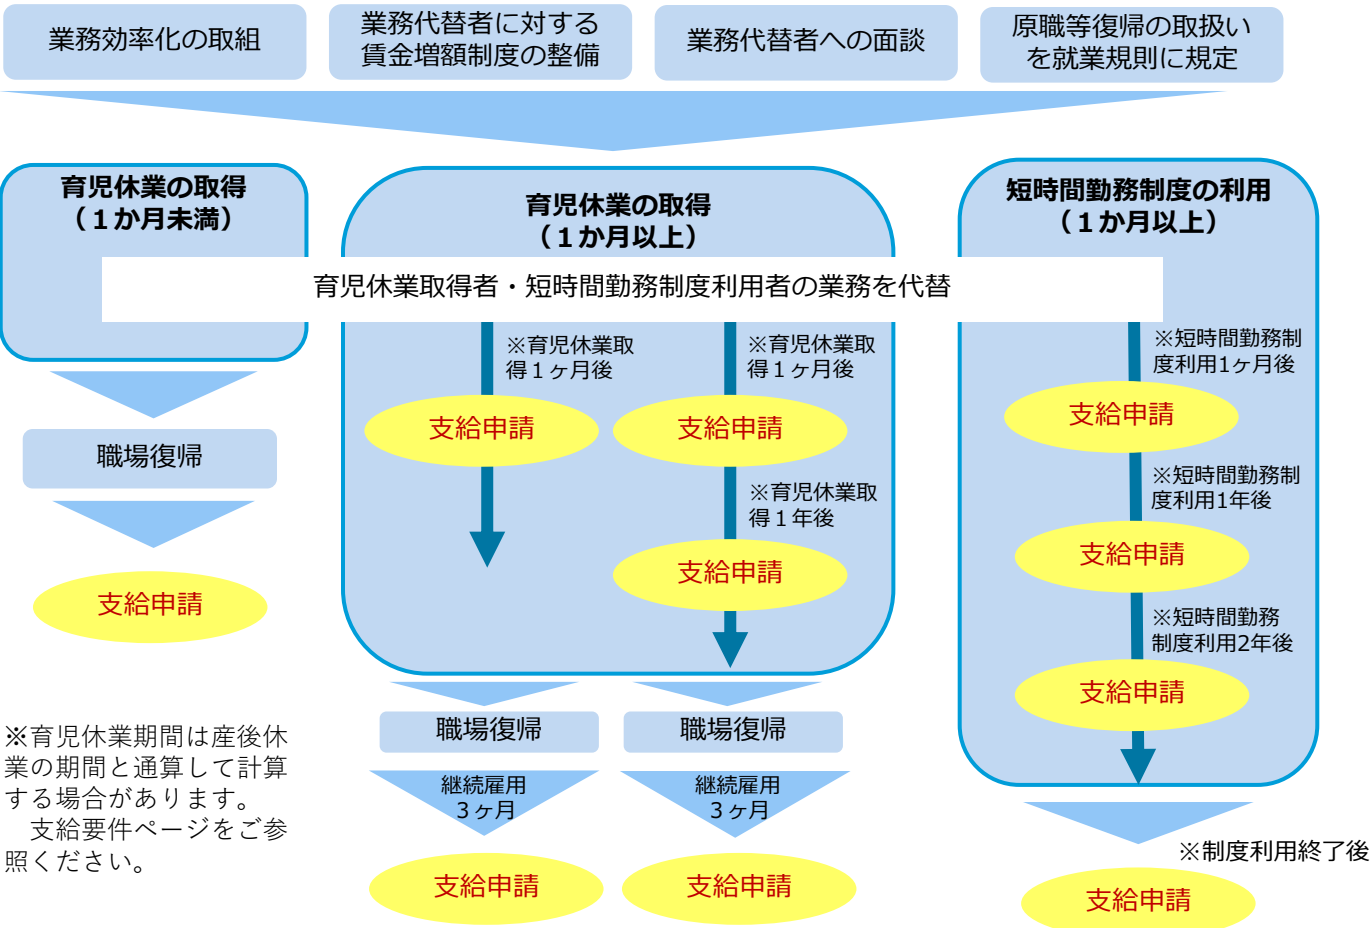 業務効率化の取組
業務代替者に対する
賃金増額制度の整備
業務代替者への面談
原職等復帰の取扱い
を就業規則に規定
育児休業の取得
（１か月未満）
育児休業の取得
（１か月以上）
短時間勤務制度の利用
（１か月以上）
育児休業取得者・短時間勤務制度利用者の業務を代替
職場復帰
支給申請
※育児休業取
得１ヶ月後
支給申請
※育児休業取
得１ヶ月後
支給申請
※育児休業取
得１年後
支給申請
※短時間勤務制
度利用1ヶ月後
支給申請
※短時間勤務制
度利用1年後
支給申請
※短時間勤務
制度利用2年後
支給申請
職場復帰
継続雇用
３ヶ月
支給申請
職場復帰
継続雇用
３ヶ月
支給申請
※制度利用終了後
支給申請
※育児休業期間は産後休
業の期間と通算して計算
する場合があります。
　支給要件ページをご参
照ください。